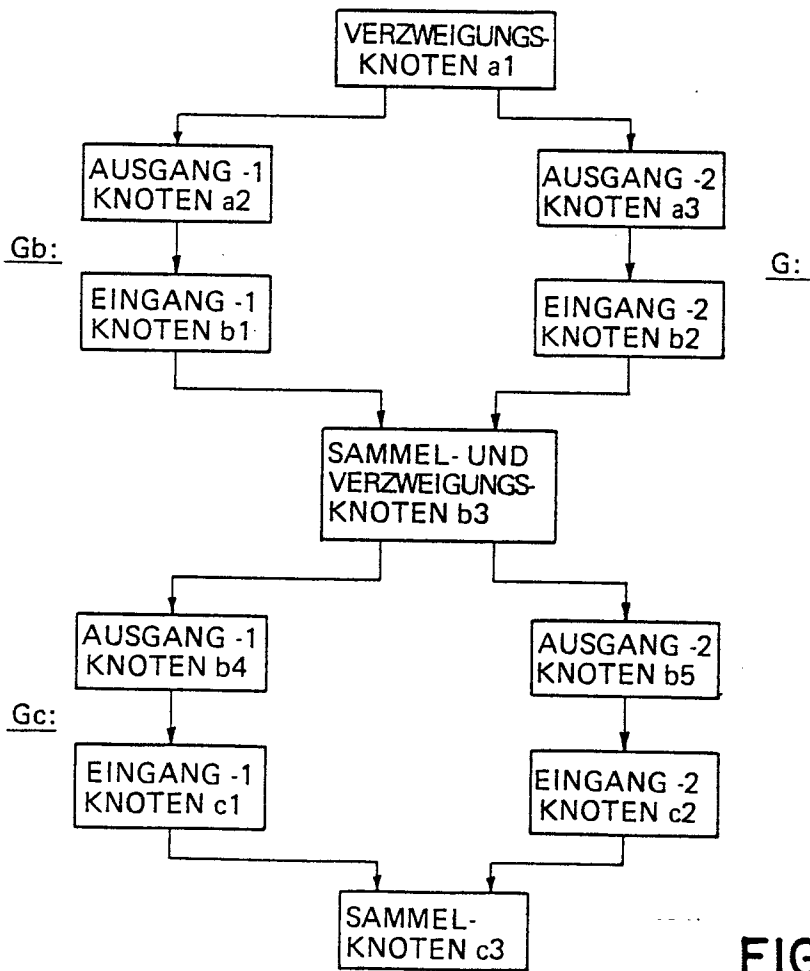 VERZWEIGUNGS-
KNOTEN a1
AUSGANG -1
KNOTEN a2
AUSGANG -2
KNOTEN a3
Gb:
G:
EINGANG -1
KNOTEN b1
EINGANG -2
KNOTEN b2
SAMMEL- UND
VERZWEIGUNGS-
KNOTEN b3
AUSGANG -1
KNOTEN b4
AUSGANG -2
KNOTEN b5
Gc:
EINGANG -1
KNOTEN c1
EINGANG -2
KNOTEN c2
SAMMEL-
KNOTEN c3
FIG